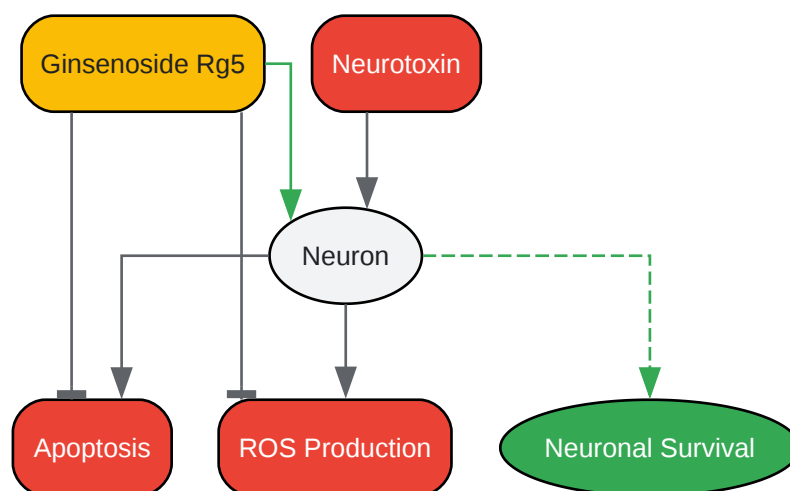 Ginsenoside Rg5
Neurotoxin
Neuron
Apoptosis
ROS Production
Neuronal Survival